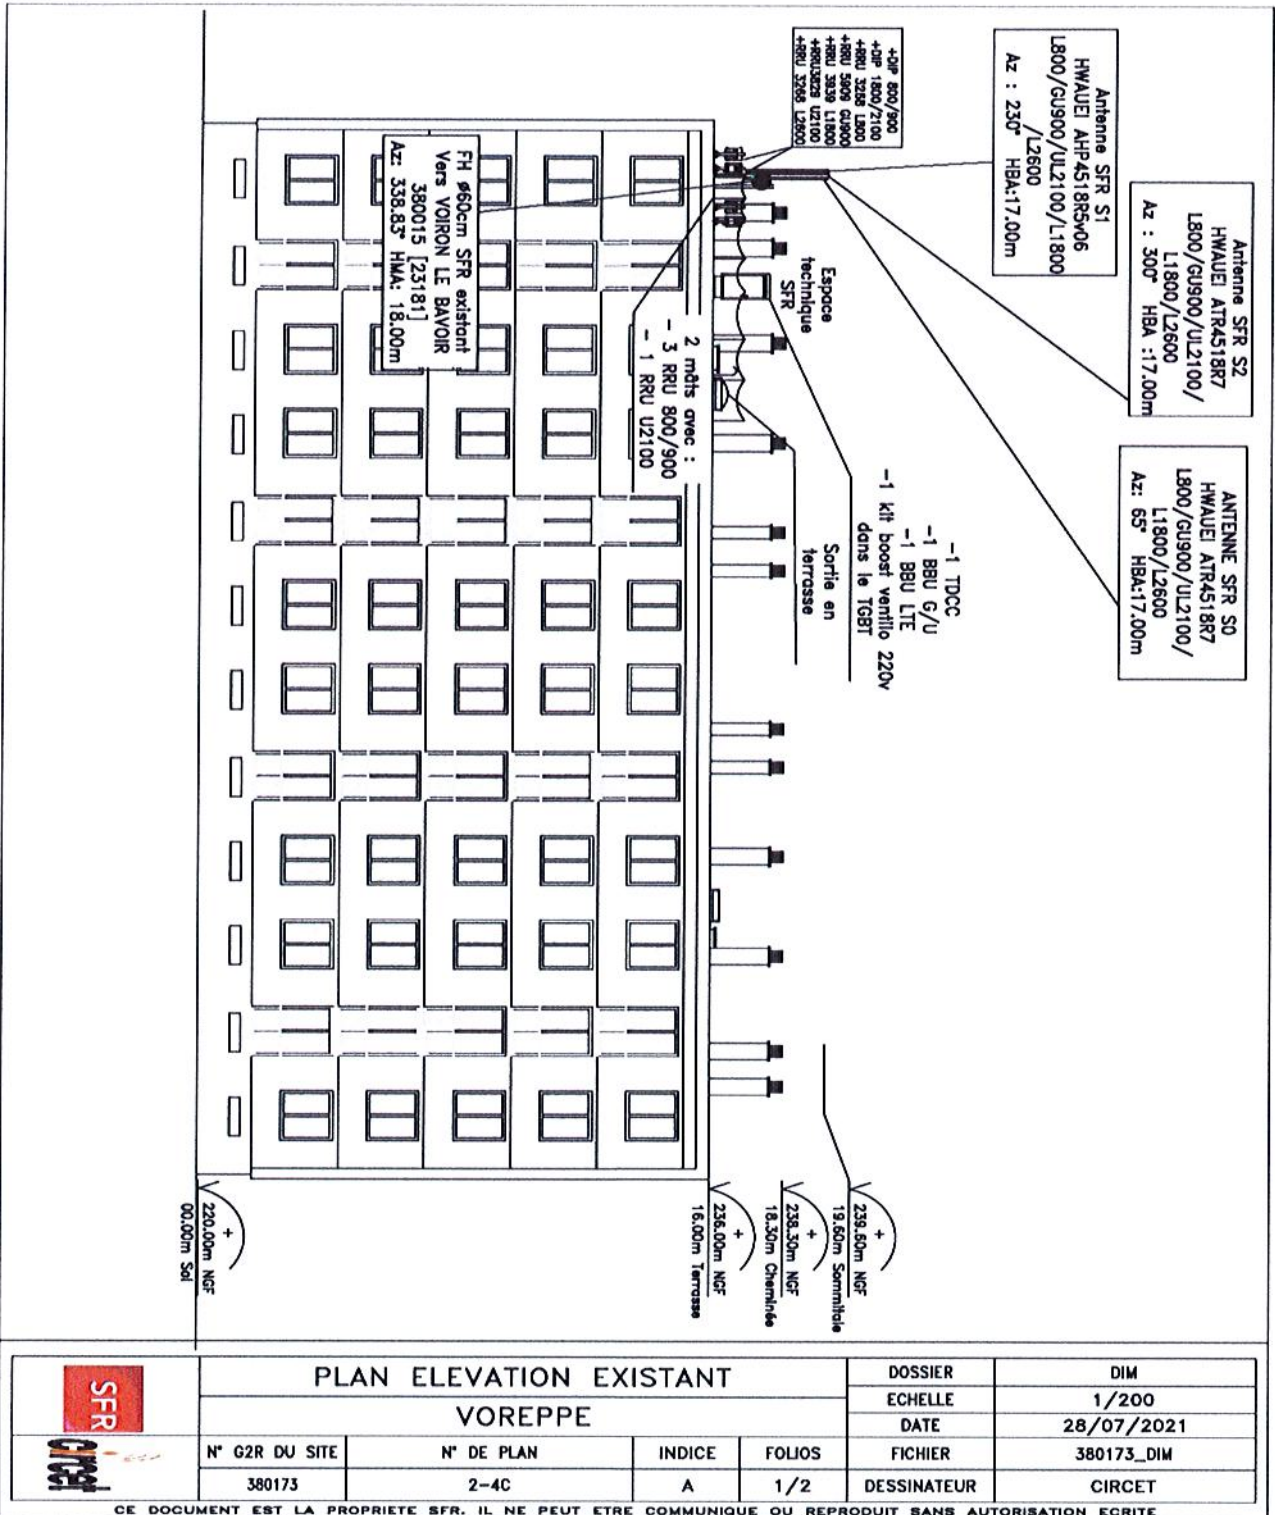 Antenne SFR S1
HWAUEI AHP4518R5v06
L800/GU900/UL2100/L1800
/L2600
Az : 230° HBA:17.00m
Antenne SFR S2
HWAUEI ATR4518R7
L800/GU900/UL2100/
L1800/L2600
Az : 300° HBA :17.00m
ANTENNE SFR S0
HWAUEI ATR4518R7
L800/GU900/UL2100/
L1800/L2600
Az: 65° HBA:17.00m
+DIP 800/900
+DIP 1800/2100
+RRU 3268 L800
+RRU 5909 GU900
+RRU 3939 L1800
+RRU3829 U2100
+RRU 3268 L2600
FH ø60cm SFR existant
Vers VOIRON LE BAVOIR
380015 [23181]
Az: 338.83° HMA: 18.00m
Espace
technique
SFR
2 mâts avec :
- 3 RRU 800/900
- 1 RRU U2100
-1 TDCC
-1 BBU G/U
-1 BBU LTE
-1 kit boost ventillo 220v
dans le TGBT
Sortie en
terrasse
239.60m NGF
19.60m Sommitale
238.30m NGF
18.30m Cheminée
236.00m NGF
16.00m Terrasse
220.00m NGF
00.00m Sol
SFR
circet
PLAN ELEVATION EXISTANT
VOREPPE
DOSSIER DIM
ECHELLE 1/200
DATE 28/07/2021
N° G2R DU SITE N° DE PLAN INDICE FOLIOS FICHIER 380173_DIM
380173 2-4C A 1/2 DESSINATEUR CIRCET
CE DOCUMENT EST LA PROPRIETE SFR. IL NE PEUT ETRE COMMUNIQUE OU REPRODUIT SANS AUTORISATION ECRITE